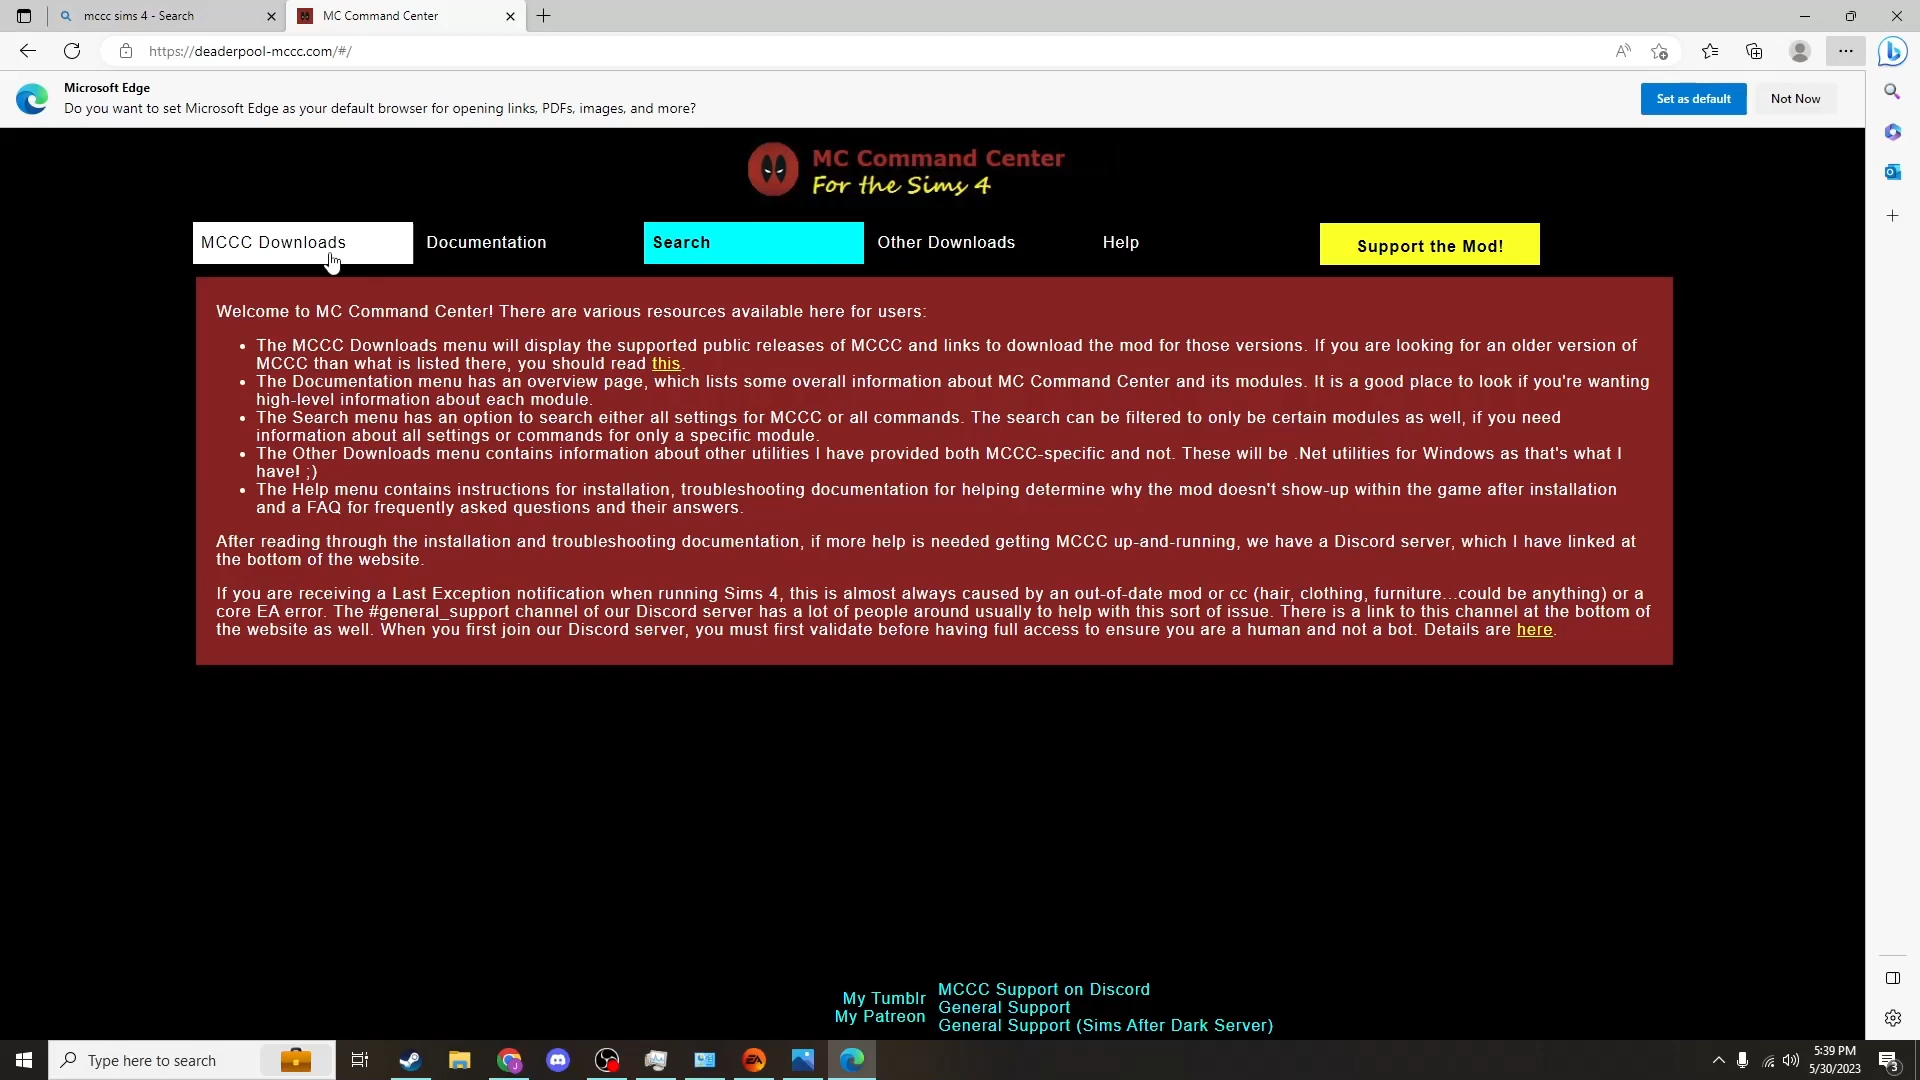 mccc sims 4 - Search
MC Command Center
https://deaderpool-mccc.com/#/
Microsoft Edge
Do you want to set Microsoft Edge as your default browser for opening links, PDFs, images, and more?
Set as default
Not Now
MC Command Center
For the Sims 4
MCCC Downloads
Documentation
Search
Other Downloads
Help
Support the Mod!
Welcome to MC Command Center! There are various resources available here for users:
• The MCCC Downloads menu will display the supported public releases of MCCC and links to download the mod for those versions. If you are looking for an older version of
MCCC than what is listed there, you should read this.
• The Documentation menu has an overview page, which lists some overall information about MC Command Center and its modules. It is a good place to look if you're wanting
high-level information about each module.
• The Search menu has an option to search either all settings for MCCC or all commands. The search can be filtered to only be certain modules as well, if you need
information about all settings or commands for only a specific module.
• The Other Downloads menu contains information about other utilities I have provided both MCCC-specific and not. These will be .Net utilities for Windows as that's what I
have! ;)
• The Help menu contains instructions for installation, troubleshooting documentation for helping determine why the mod doesn't show-up within the game after installation
and a FAQ for frequently asked questions and their answers.
After reading through the installation and troubleshooting documentation, if more help is needed getting MCCC up-and-running, we have a Discord server, which I have linked at
the bottom of the website.
If you are receiving a Last Exception notification when running Sims 4, this is almost always caused by an out-of-date mod or cc (hair, clothing, furniture...could be anything) or a
core EA error. The #general_support channel of our Discord server has a lot of people around usually to help with this sort of issue. There is a link to this channel at the bottom of
the website as well. When you first join our Discord server, you must first validate before having full access to ensure you are a human and not a bot. Details are here.
My Tumblr
My Patreon
MCCC Support on Discord
General Support
General Support (Sims After Dark Server)
Type here to search
EA
5:39 PM
5/30/2023
3